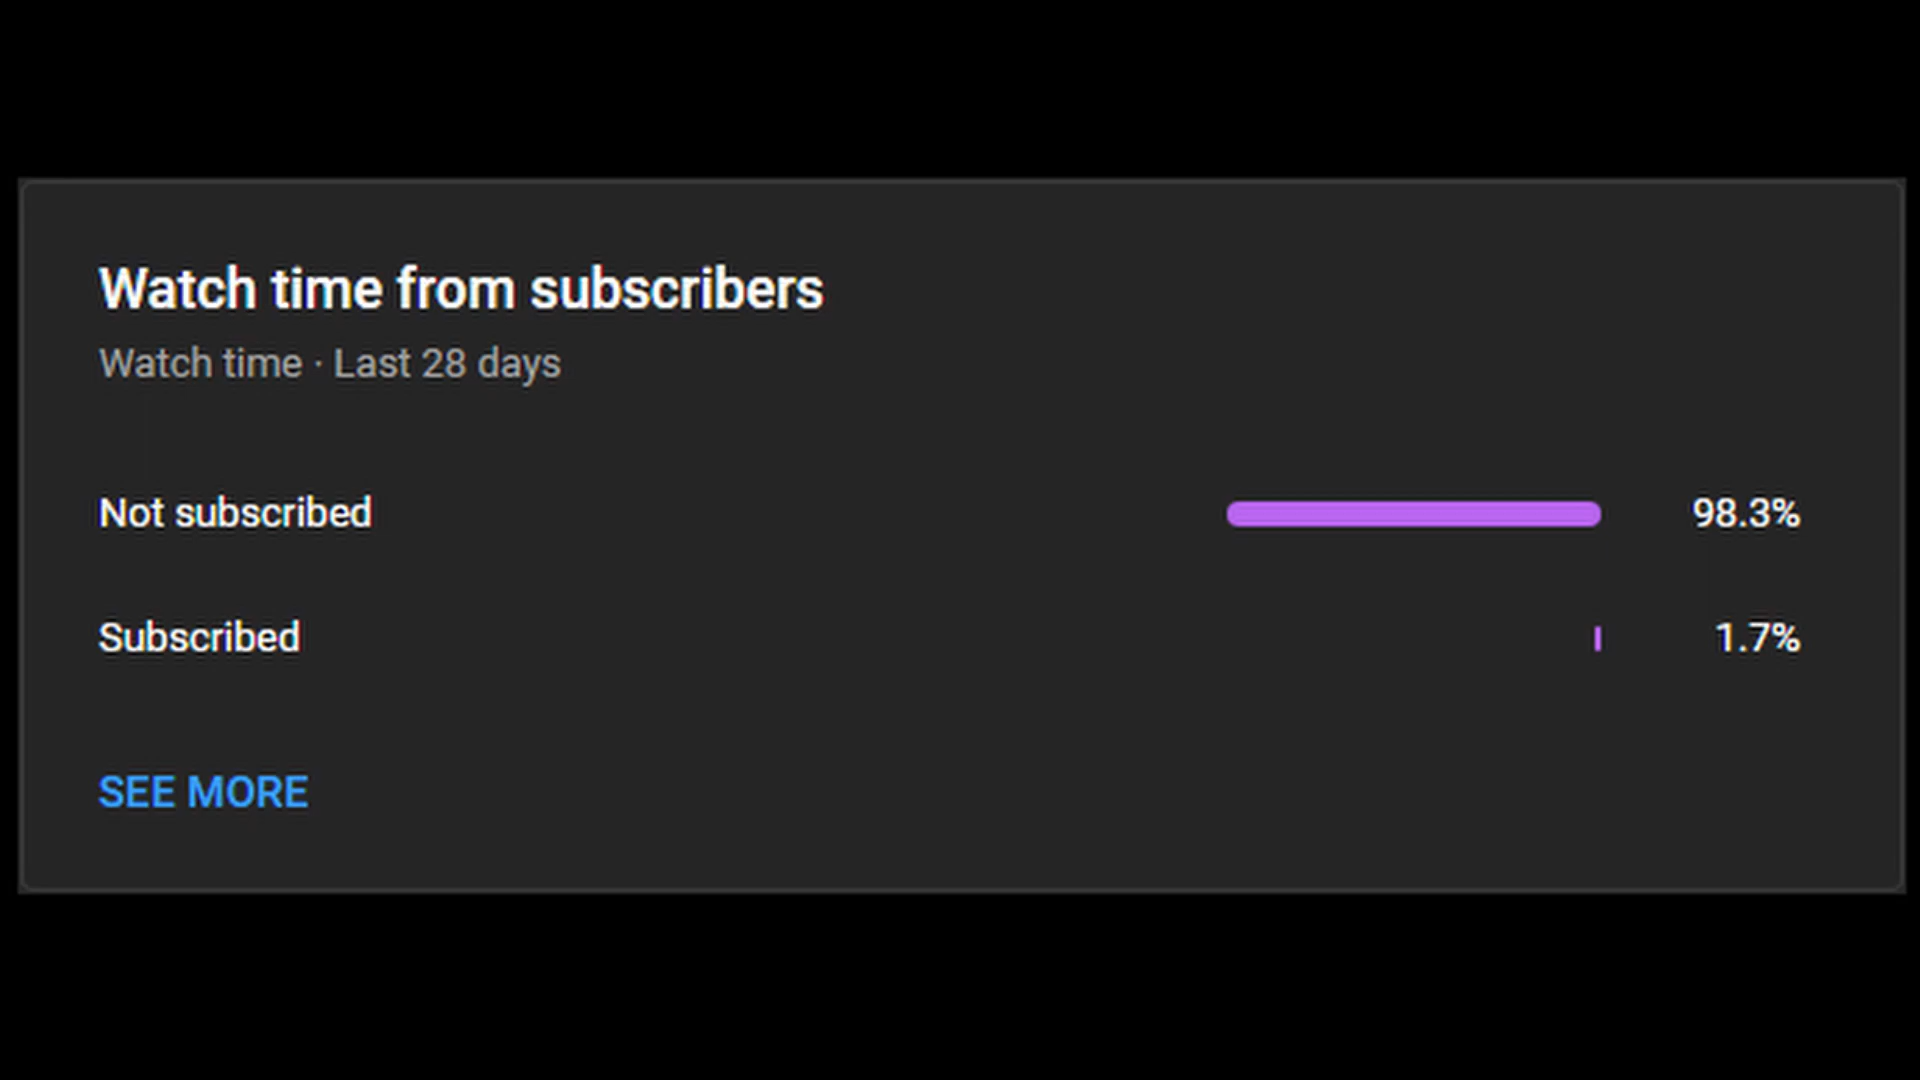 Watch time from subscribers
Watch time · Last 28 days
Not subscribed 98.3%
Subscribed 1.7%
SEE MORE